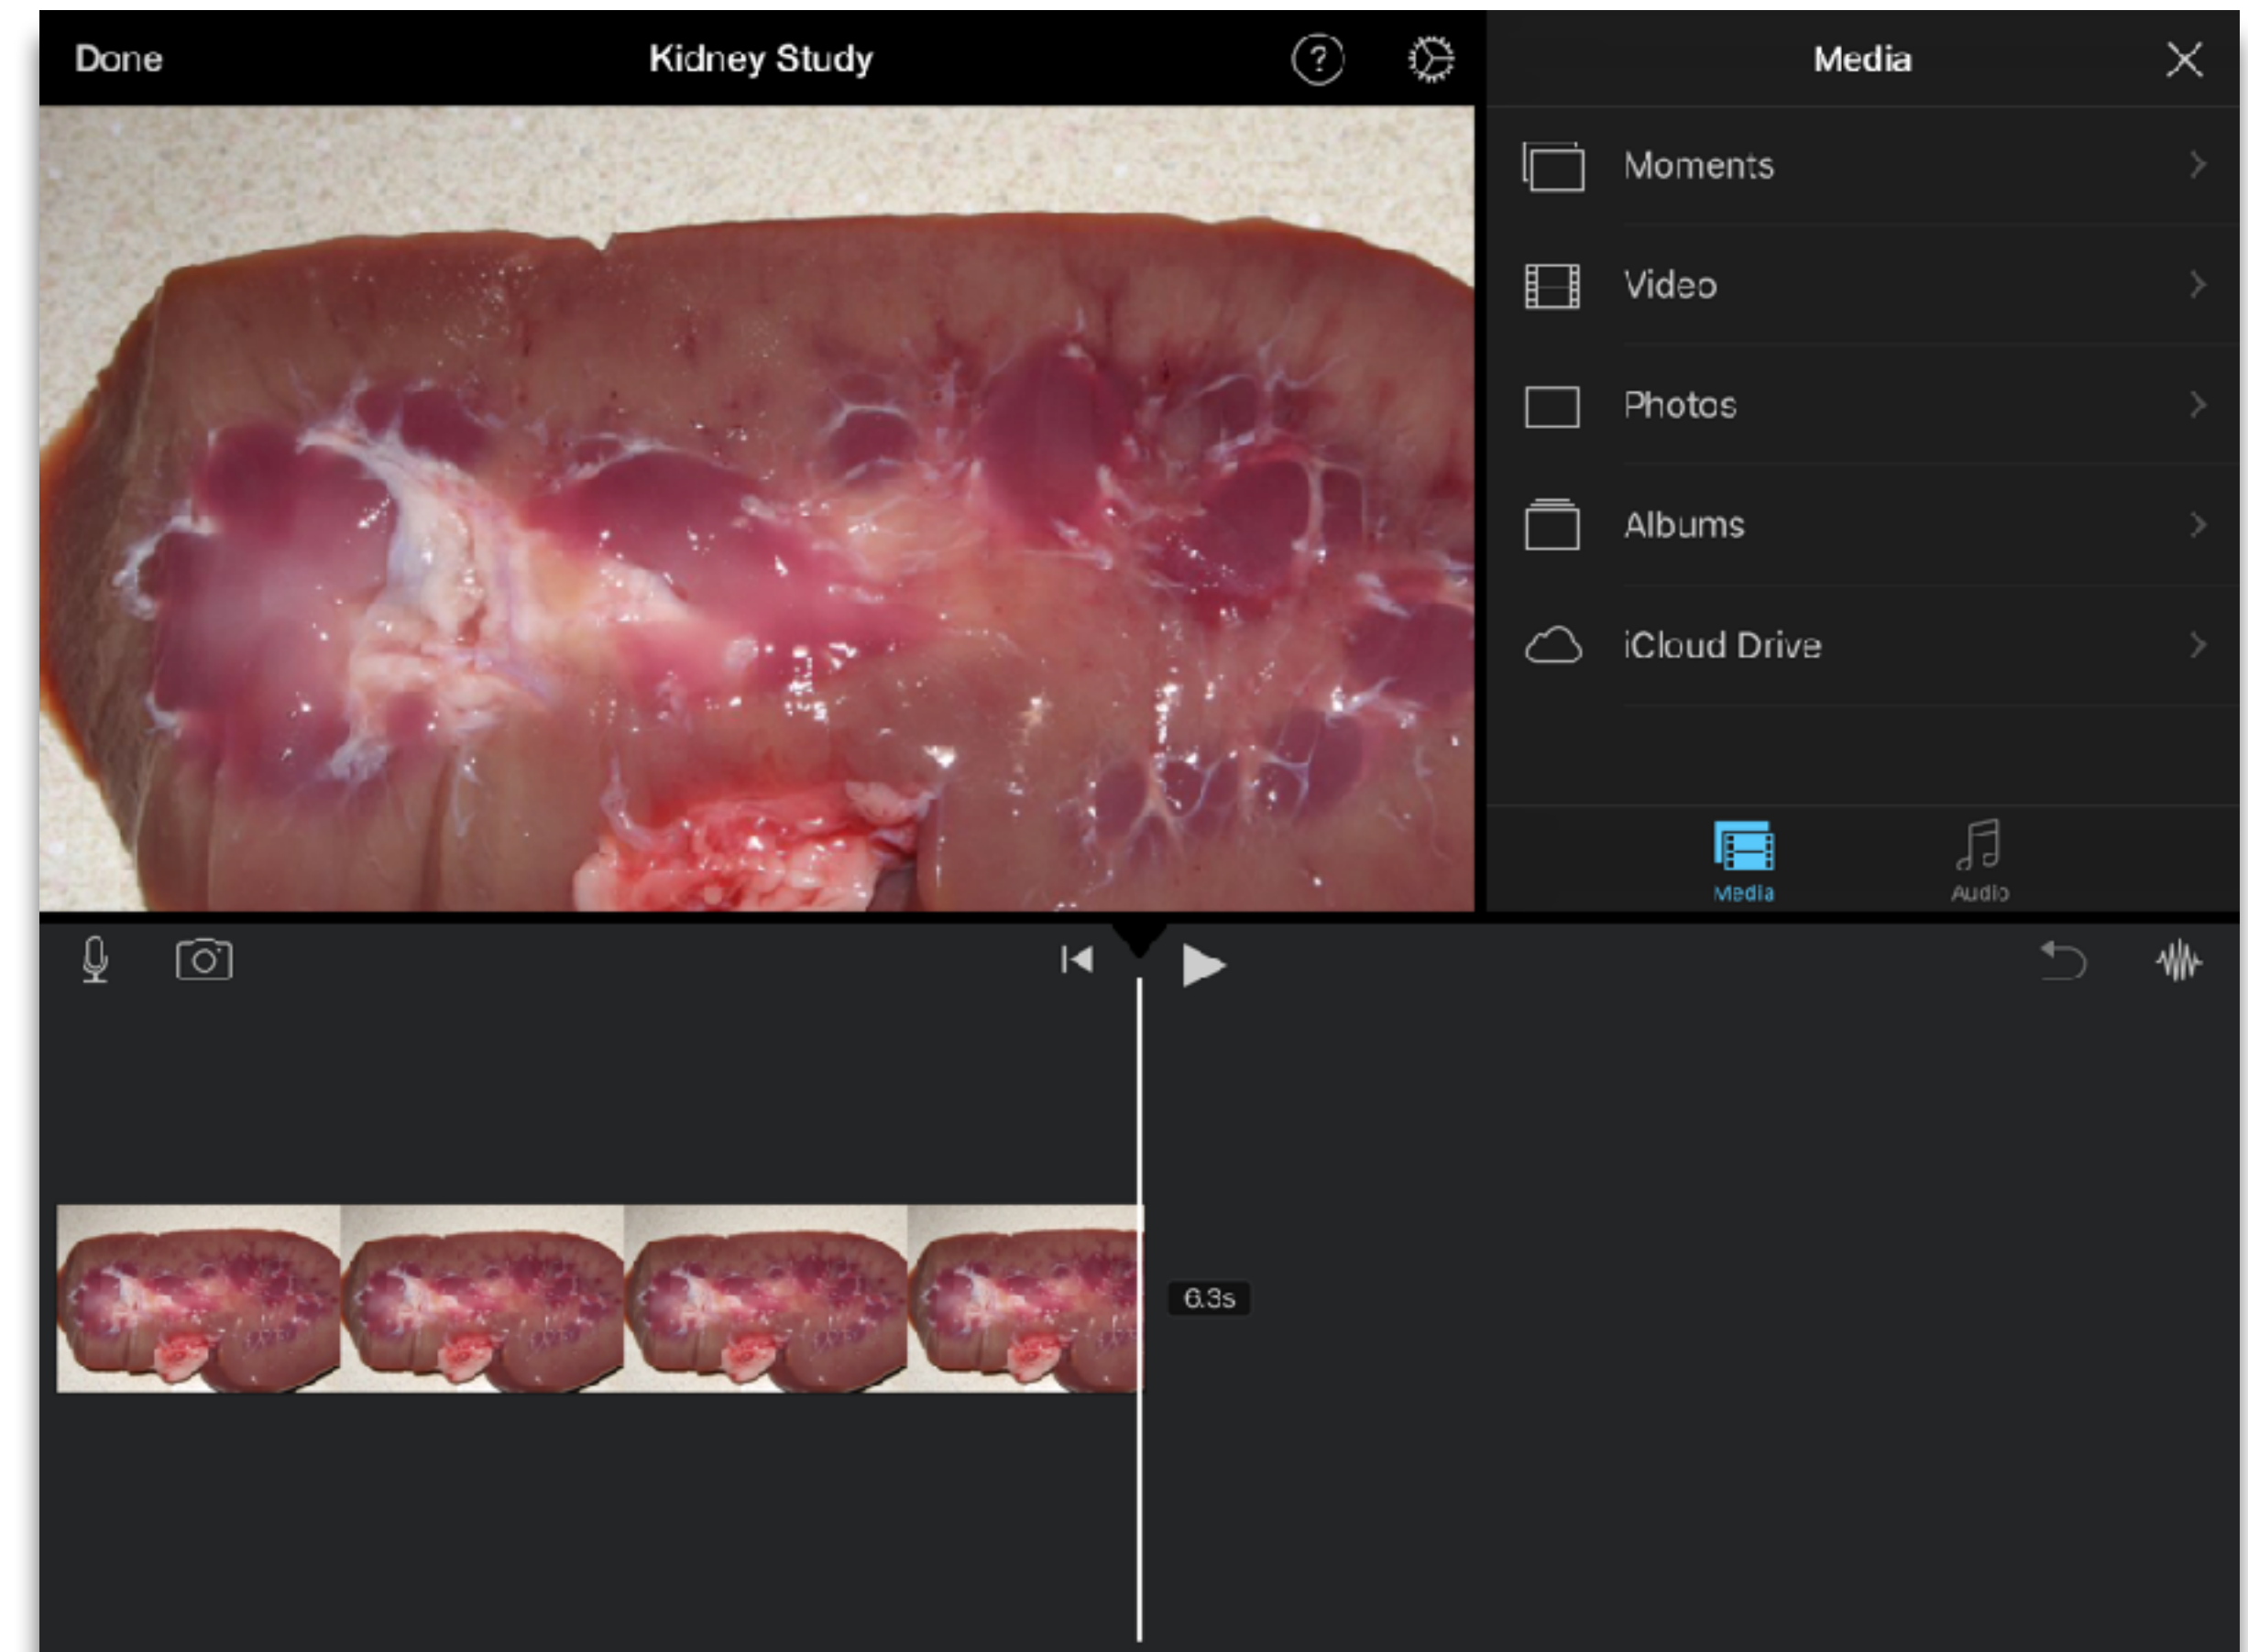 Done
Kidney Study
?
Media
Moments
Video
Photos
Albums
iCloud Drive
Media
Audio
6.3s